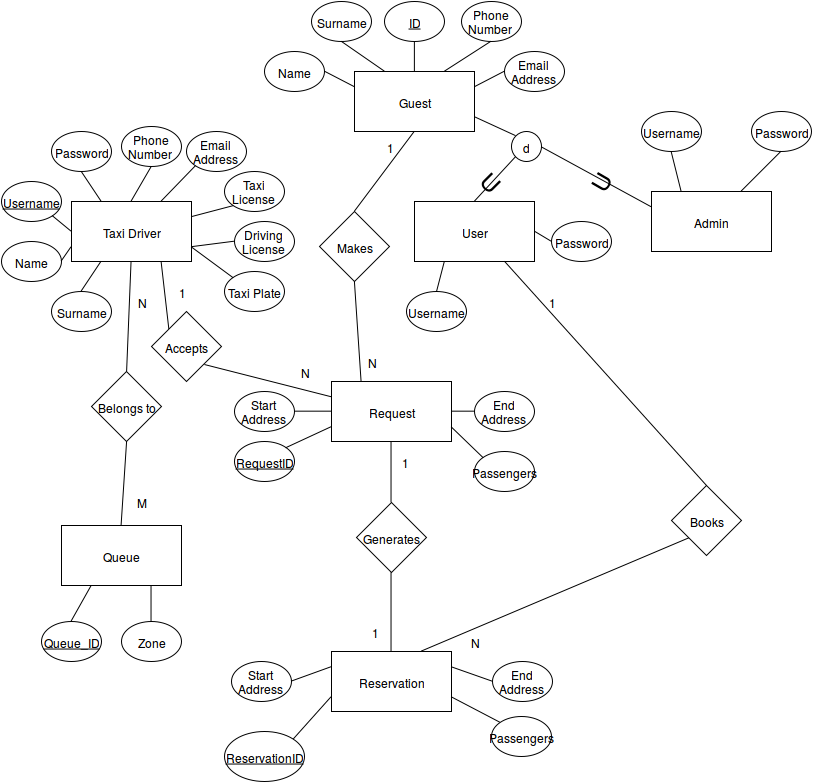 Surname
ID
Phone
Number
Name
Email
Address
Guest
Password
Phone
Number
Email
Address
1
d
Username
Password
Username
Taxi
License
Taxi Driver
Driving
License
Name
Surname
Taxi Plate
Makes
User
Password
Admin
Username
N
1
1
Accepts
N
N
Belongs to
Start
Address
Request
End
Address
RequestID
Passengers
1
M
Generates
Books
Queue
Queue_ID
Zone
1
N
Start
Address
Reservation
End
Address
ReservationID
Passengers